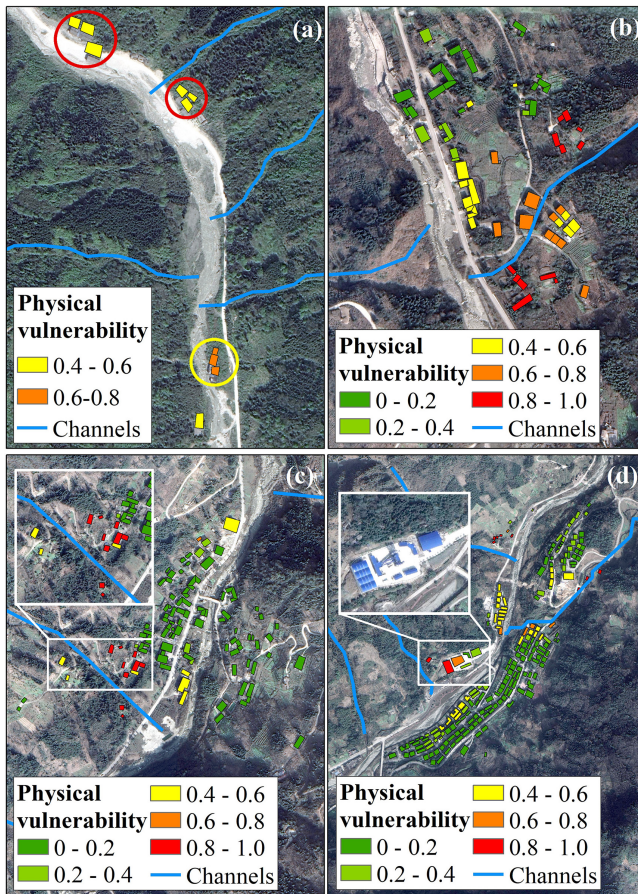 (a)
Physical
vulnerability
0.4 - 0.6
0.6-0.8
Channels
(b)
Physical
vulnerability
0 - 0.2
0.2 - 0.4
0.4 - 0.6
0.6 - 0.8
0.8 - 1.0
Channels
(c)
Physical
vulnerability
0 - 0.2
0.2 - 0.4
0.4 - 0.6
0.6 - 0.8
0.8 - 1.0
Channels
(d)
Physical
vulnerability
0 - 0.2
0.2 - 0.4
0.4 - 0.6
0.6 - 0.8
0.8 - 1.0
Channels